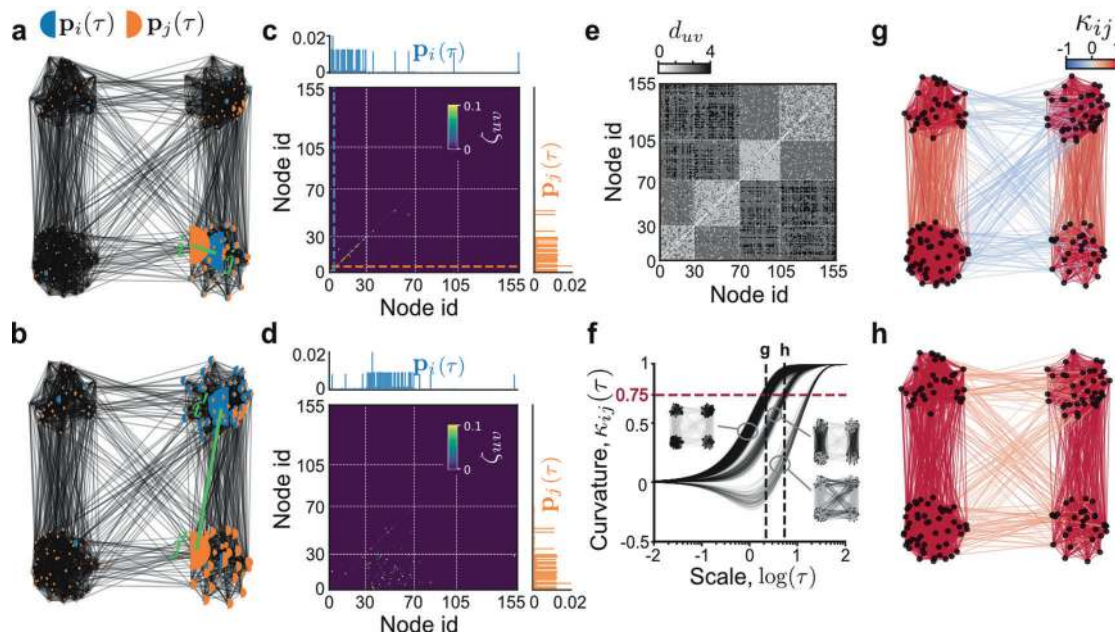 a p_i(τ) p_j(τ)
b
c
0.02
0
p_i(τ)
155
105
70
30
0
Node id
0.1
0
ζ_uv
0 30 70 105 155
Node id
p_j(τ)
0 0.02
d
0.02
0
p_i(τ)
155
105
70
30
0
Node id
0.1
0
ζ_uv
0 30 70 105 155
Node id
p_j(τ)
0 0.02
e
d_uv
0 4
155
105
70
30
0
Node id
0 30 70 105 155
Node id
f
g h
1
0.75
0.5
0
-0.5
Curvature, κ_ij(τ)
-2 -1 0 1 2
Scale, log(τ)
g
κ_ij
-1 0
h